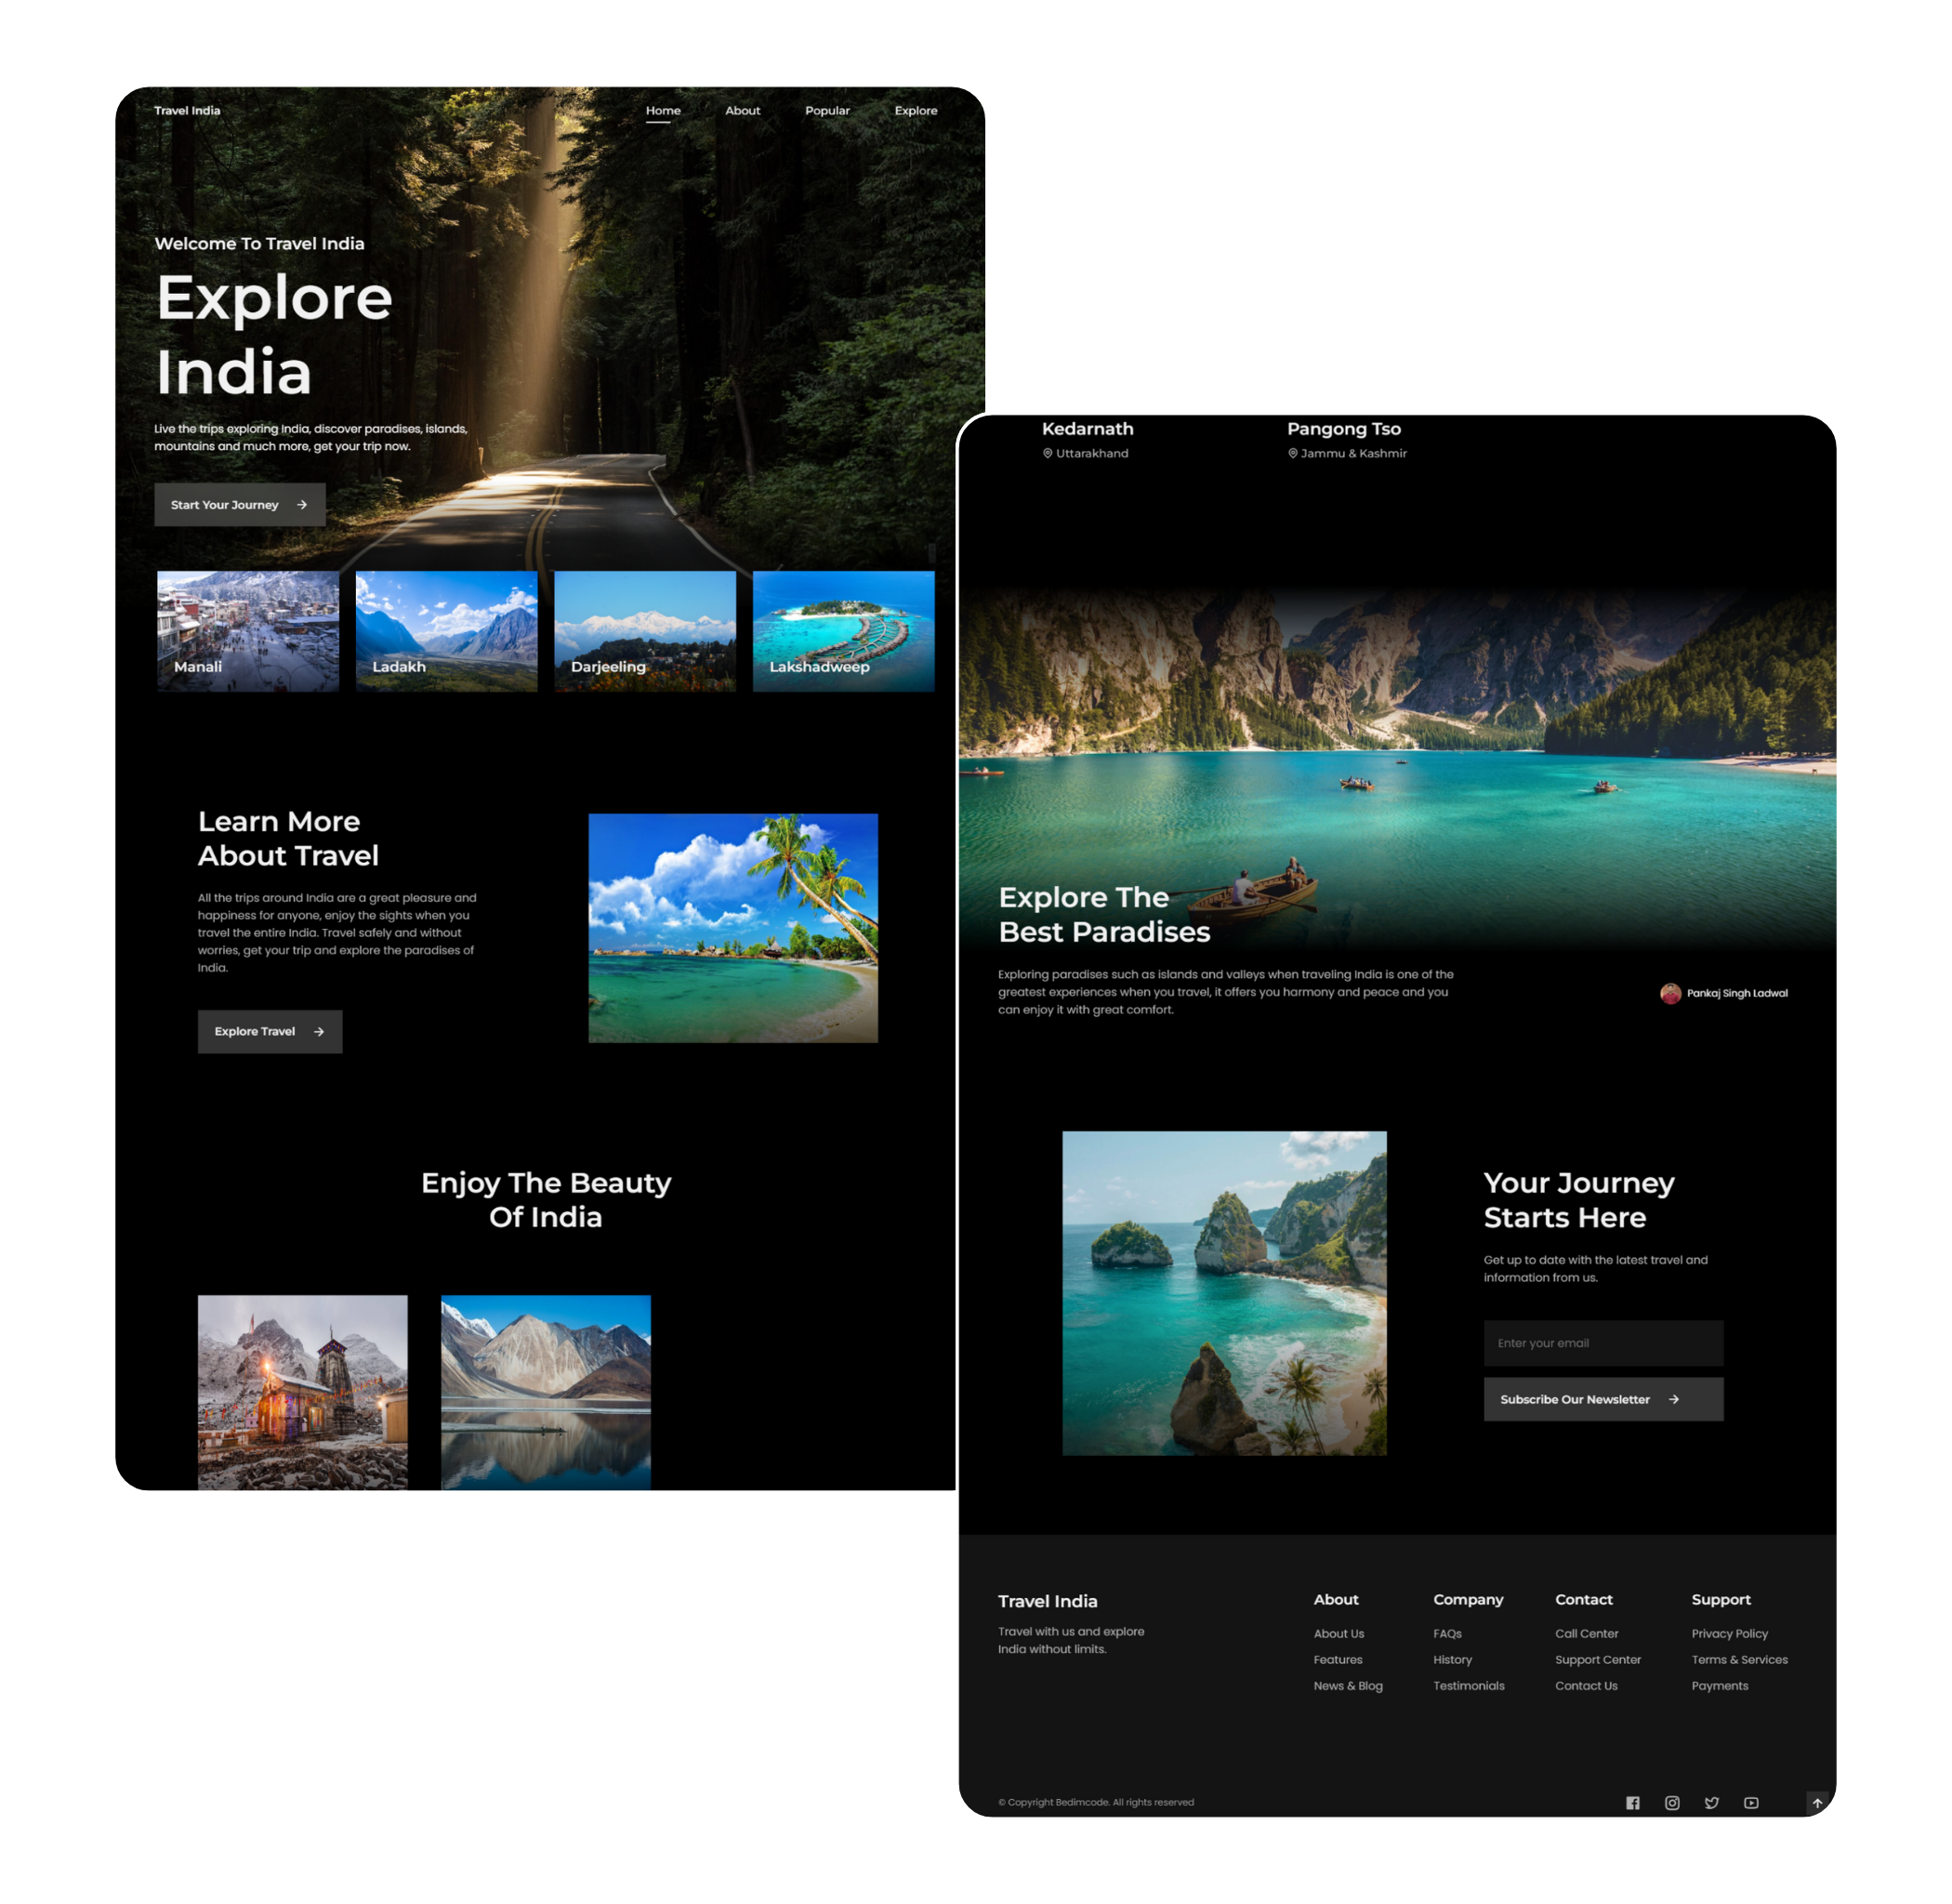 Travel India
Home
About
Popular
Explore
Welcome To Travel India
Explore
India
Live the trips exploring India, discover paradises, islands,
mountains and much more, get your trip now.
Start Your Journey
Manali
Ladakh
Darjeeling
Lakshadweep
Learn More
About Travel
All the trips around India are a great pleasure and
happiness for anyone, enjoy the sights when you
travel the entire India. Travel safely and without
worries, get your trip and explore the paradises of
India.
Explore Travel
Enjoy The Beauty
Of India
Kedarnath
Uttarakhand
Pangong Tso
Jammu & Kashmir
Explore The
Best Paradises
Exploring paradises such as islands and valleys when traveling India is one of the
greatest experiences when you travel, it offers you harmony and peace and you
can enjoy it with great comfort.
Pankaj Singh Ladwal
Your Journey
Starts Here
Get up to date with the latest travel and
information from us.
Enter your email
Subscribe Our Newsletter
Travel India
Travel with us and explore
India without limits.
About
About Us
Features
News & Blog
Company
FAQs
History
Testimonials
Contact
Call Center
Support Center
Contact Us
Support
Privacy Policy
Terms & Services
Payments
© Copyright Bedimcode. All rights reserved